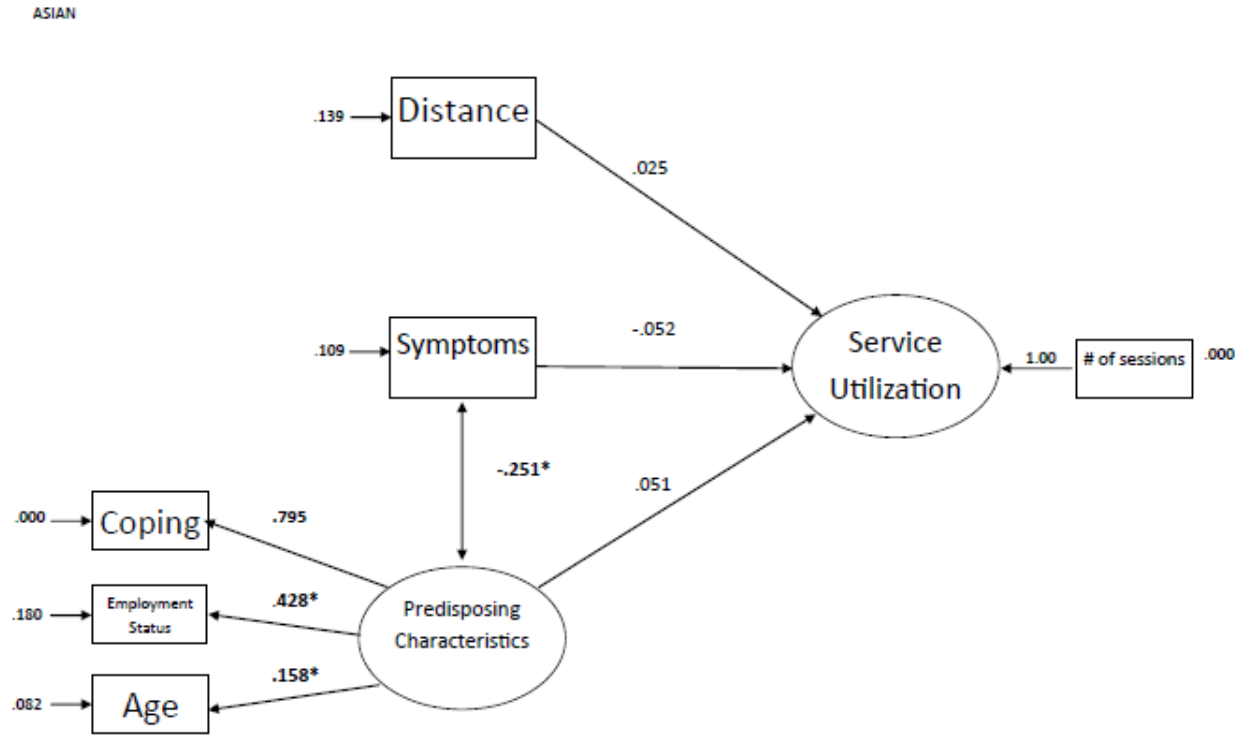 ASIAN
.139
Distance
.025
.109
Symptoms
-.052
Service
Utilization
1.00
# of sessions
.000
-.251*
.051
.000
Coping
.795
.180
Employment
Status
.428*
Predisposing
Characteristics
.158*
.082
Age